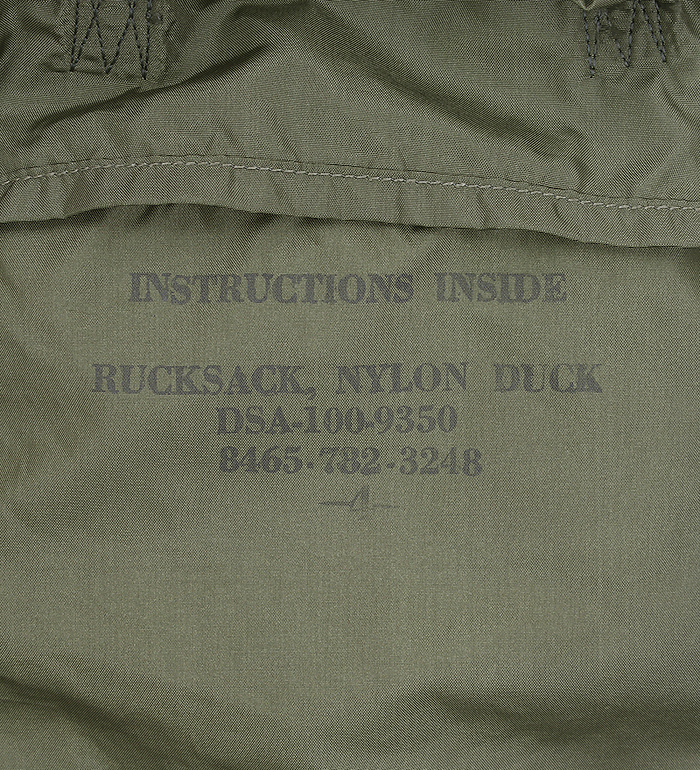 INSTRUCTIONS INSIDE
RUCKSACK, NYLON DUCK
DSA-100-9350
8465-782-3248